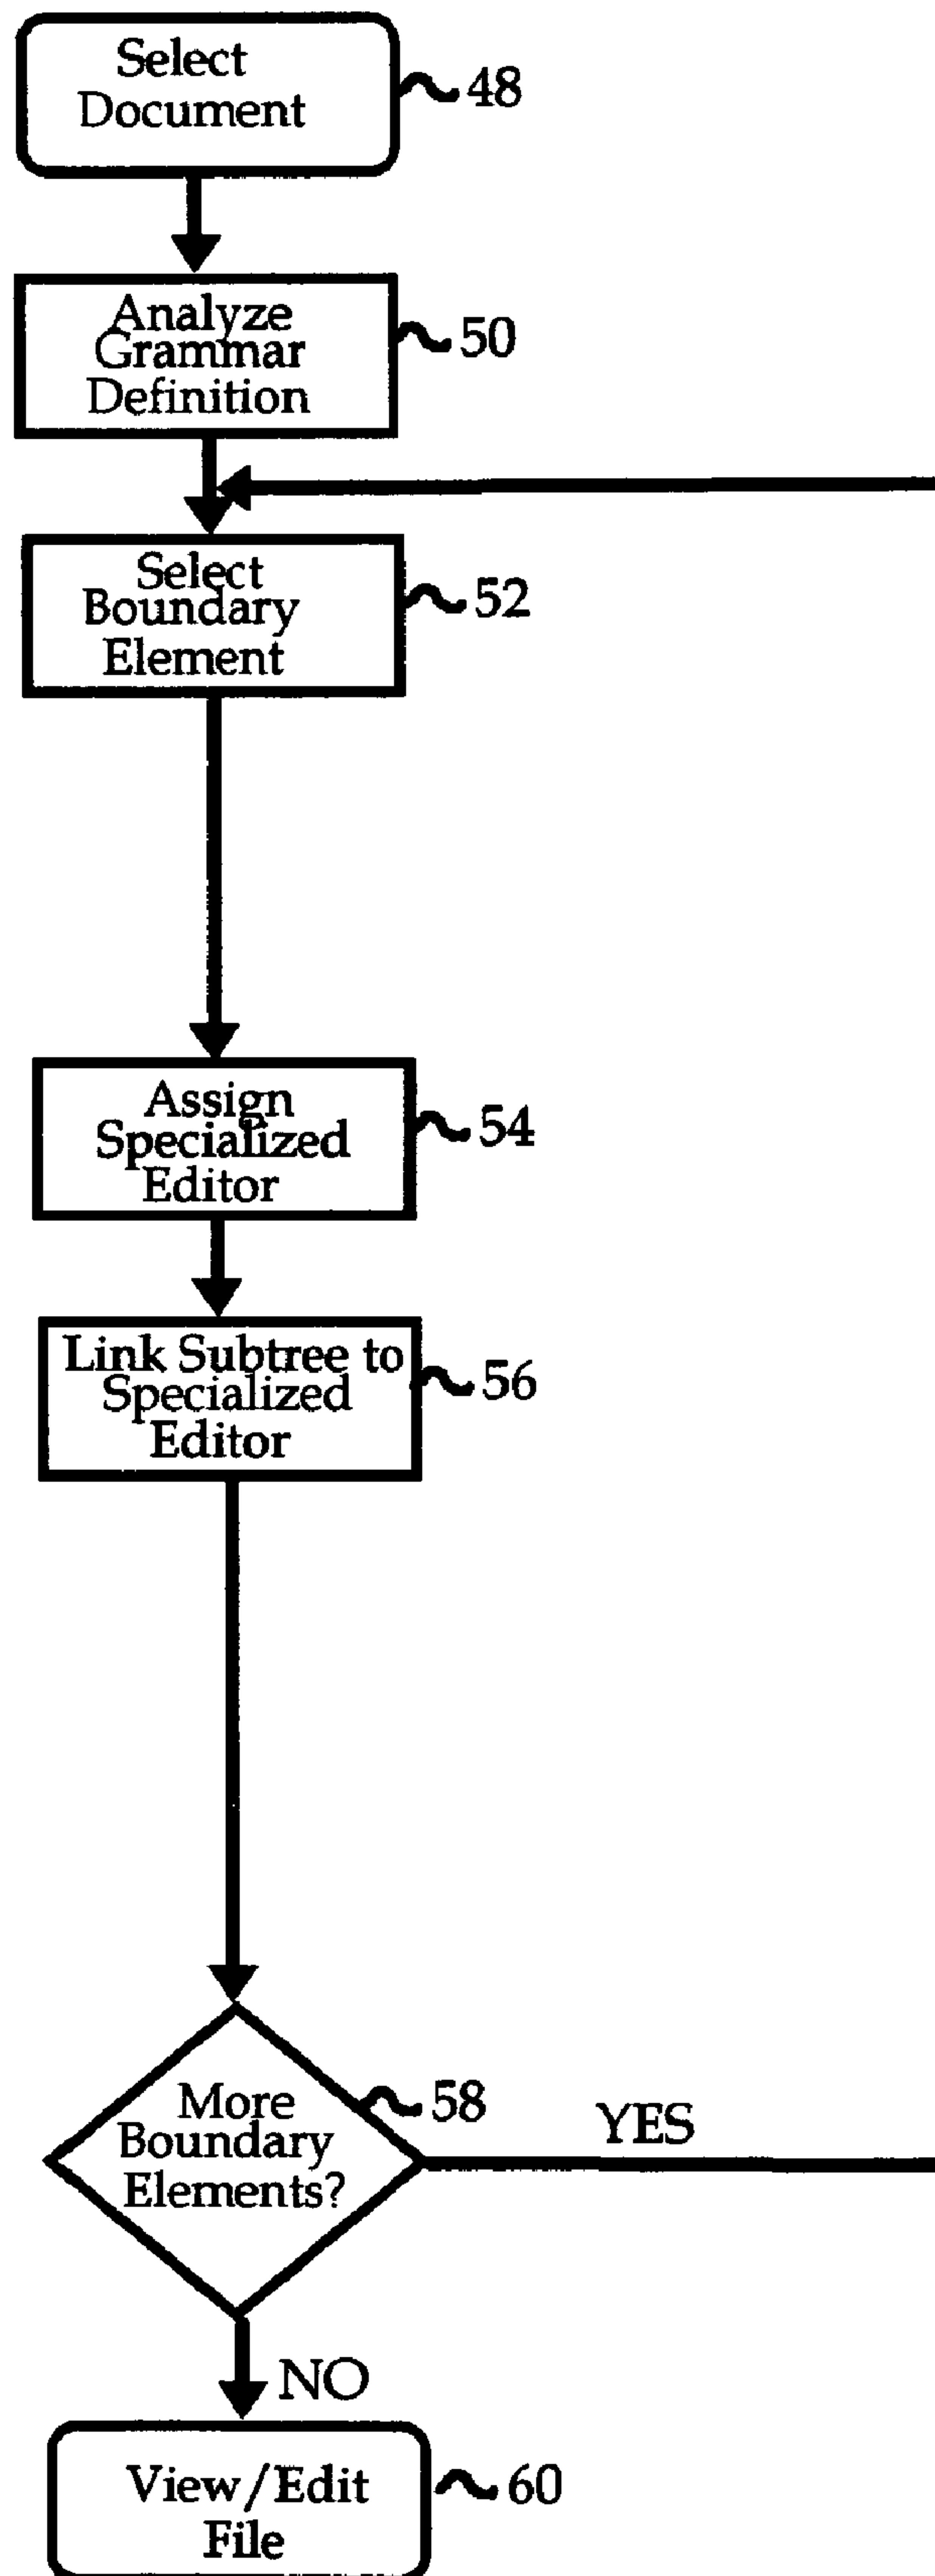 Select
Document
48
Analyze
Grammar
Definition
50
Select
Boundary
Element
52
Assign
Specialized
Editor
54
Link Subtree to
Specialized
Editor
56
More
Boundary
Elements?
58
YES
NO
View/Edit
File
60